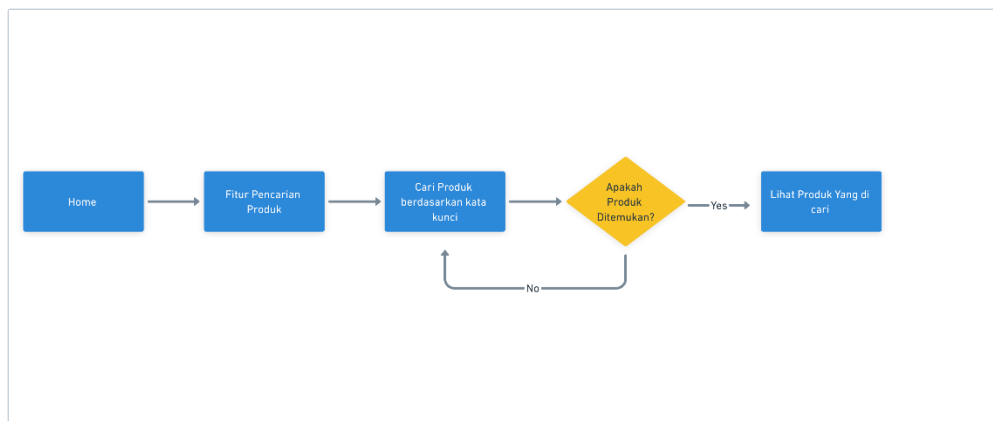 Home
Fitur Pencarian
Produk
Cari Produk
berdasarkan kata
kunci
Apakah
Produk
Ditemukan?
Yes
Lihat Produk Yang di
cari
No